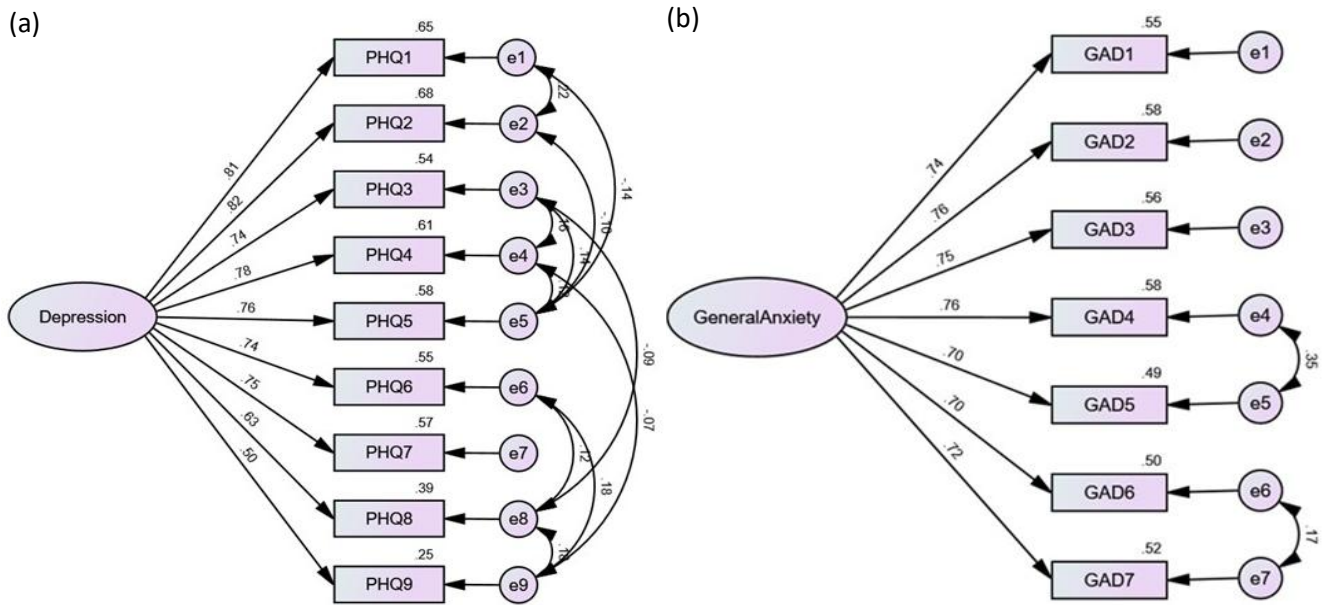 (a)
.65
PHQ1
e1
.68
PHQ2
e2
.54
PHQ3
e3
.61
PHQ4
e4
.58
PHQ5
e5
.55
PHQ6
e6
.57
PHQ7
e7
.39
PHQ8
e8
.25
PHQ9
e9
Depression
.81
.82
.74
.78
.76
.74
.75
.63
.50
.22
-.14
-.10
.16
.14
-.09
-.07
.12
.18
(b)
.55
GAD1
e1
.58
GAD2
e2
.56
GAD3
e3
.58
GAD4
e4
.49
GAD5
e5
.50
GAD6
e6
.52
GAD7
e7
GeneralAnxiety
.74
.76
.75
.76
.70
.70
.72
.35
.17